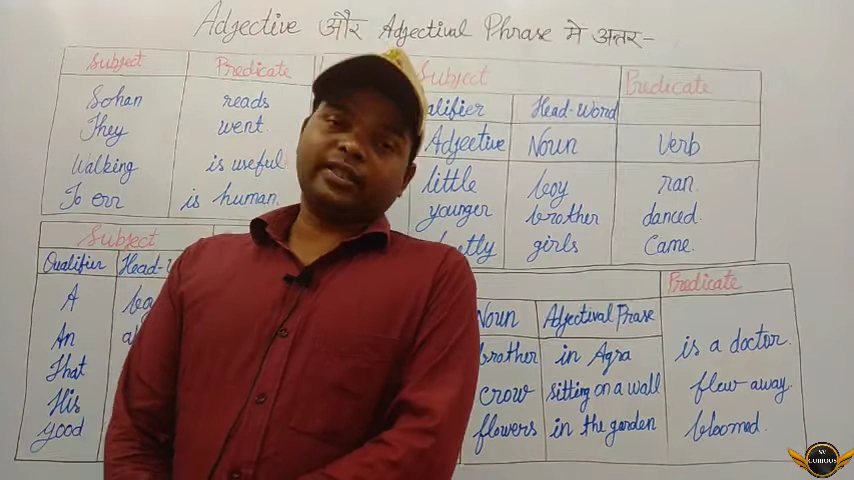 Adjective और Adjectival Phrase मे अन्तर-
Subject Predicate
Sohan reads
They went.
Walking is useful.
To err is human.
Subject Predicate
Head-Word
Adjective Noun Verb
little boy ran.
younger brother danced.
girls came.
Subject
Qualifier
A
An
That
His
good
Predicate
Noun Adjectival Prase
brother in Agra is a doctor.
crow sitting on a wall flew away.
flowers in the garden bloomed.
CURIOUS